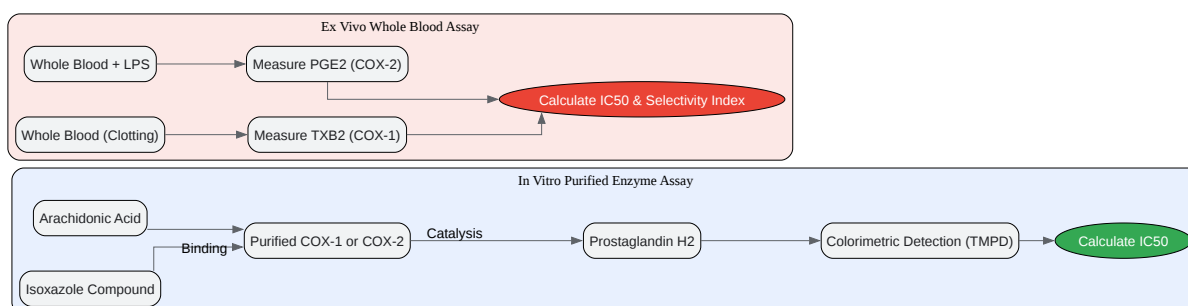 Ex Vivo Whole Blood Assay
Whole Blood + LPS
Measure PGE2 (COX-2)
Calculate IC50 & Selectivity Index
Whole Blood (Clotting)
Measure TXB2 (COX-1)
In Vitro Purified Enzyme Assay
Arachidonic Acid
Binding
Purified COX-1 or COX-2
Catalysis
Prostaglandin H2
Colorimetric Detection (TMPD)
Calculate IC50
Isoxazole Compound